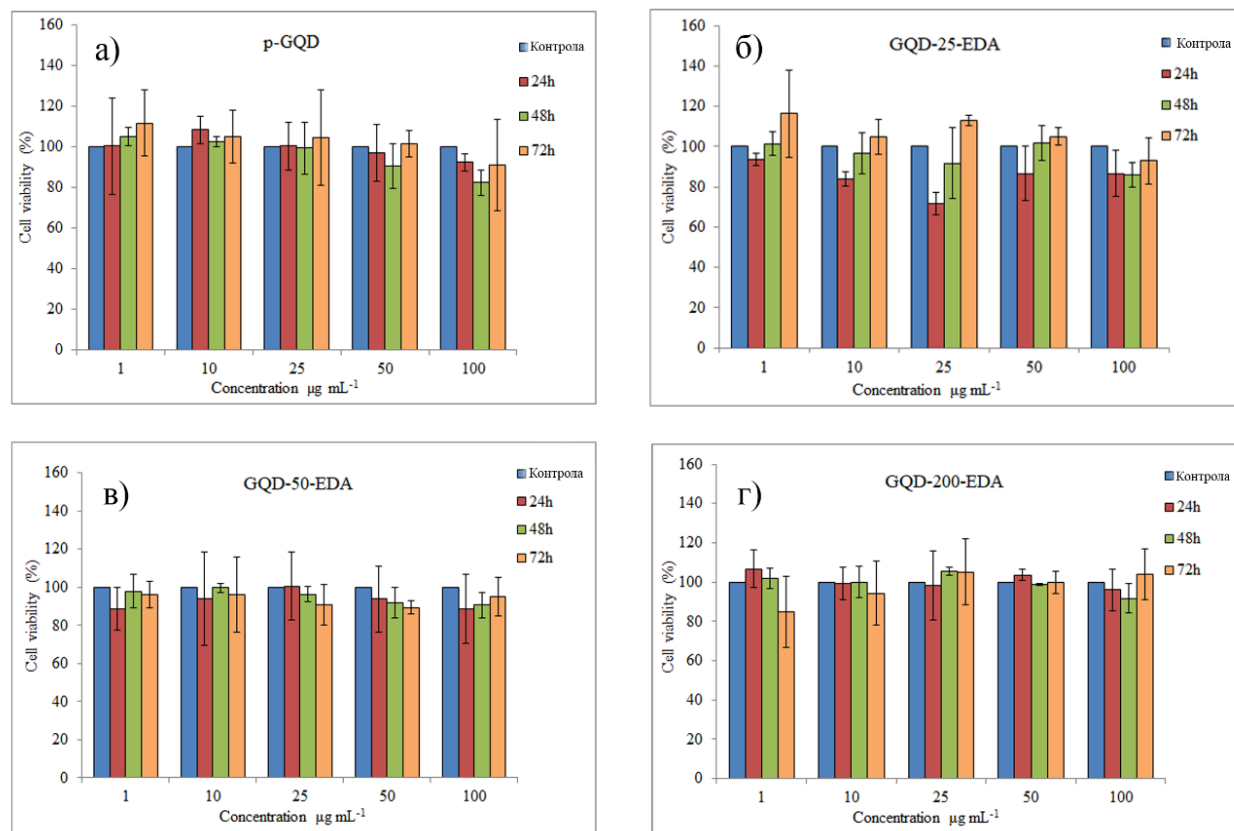 а)
p-GQD
Контрола
24h
48h
72h
Cell viability (%)
160
140
120
100
80
60
40
20
0
1 10 25 50 100
Concentration µg mL⁻¹
б)
GQD-25-EDA
Контрола
24h
48h
72h
Cell viability (%)
160
140
120
100
80
60
40
20
0
1 10 25 50 100
Concentration µg mL⁻¹
в)
GQD-50-EDA
Контрола
24h
48h
72h
Cell viability (%)
160
140
120
100
80
60
40
20
0
1 10 25 50 100
Concentration µg mL⁻¹
г)
GQD-200-EDA
Контрола
24h
48h
72h
Cell viability (%)
160
140
120
100
80
60
40
20
0
1 10 25 50 100
Concentration µg mL⁻¹